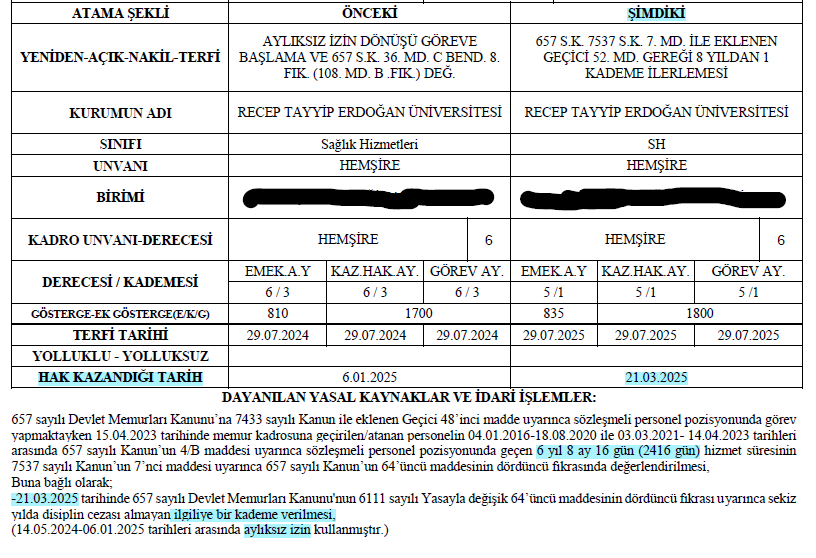 ATAMA ŞEKLİ ÖNCEKİ ŞİMDİKİ
YENİDEN-AÇIK-NAKİL-TERFİ
AYLIKSIZ İZİN DÖNÜŞÜ GÖREVE
BAŞLAMA VE 657 S.K. 36. MD. C BEND. 8.
FIK. (108. MD. B .FIK.) DEĞ.
657 S.K. 7537 S.K. 7. MD. İLE EKLENEN
GEÇİCİ 52. MD. GEREĞİ 8 YILDAN 1
KADEME İLERLEMESİ
KURUMUN ADI RECEP TAYYİP ERDOĞAN ÜNİVERSİTESİ RECEP TAYYİP ERDOĞAN ÜNİVERSİTESİ
SINIFI Sağlık Hizmetleri SH
UNVANI HEMŞİRE HEMŞİRE
BİRİMİ
KADRO UNVANI-DERECESİ HEMŞİRE 6 HEMŞİRE 6
DERECESİ / KADEMESİ
EMEK.A.Y KAZ.HAK.AY. GÖREV AY. EMEK.A.Y KAZ.HAK.AY. GÖREV AY.
6 / 3 6 / 3 6 / 3 5 /1 5 /1 5 /1
GÖSTERGE-EK GÖSTERGE(E/K/G) 810 1700 835 1800
TERFİ TARİHİ 29.07.2024 29.07.2024 29.07.2024 29.07.2025 29.07.2025 29.07.2025
YOLLUKLU - YOLLUKSUZ
HAK KAZANDIĞI TARİH 6.01.2025 21.03.2025
DAYANILAN YASAL KAYNAKLAR VE İDARİ İŞLEMLER:
657 sayılı Devlet Memurları Kanunu’na 7433 sayılı Kanun ile eklenen Geçici 48’inci madde uyarınca sözleşmeli personel pozisyonunda görev
yapmaktayken 15.04.2023 tarihinde memur kadrosuna geçirilen/atanan personelin 04.01.2016-18.08.2020 ile 03.03.2021- 14.04.2023 tarihleri
arasında 657 sayılı Kanun’un 4/B maddesi uyarınca sözleşmeli personel pozisyonunda geçen 6 yıl 8 ay 16 gün (2416 gün) hizmet süresinin
7537 sayılı Kanun’un 7’nci maddesi uyarınca 657 sayılı Kanun’un 64’üncü maddesinin dördüncü fıkrasında değerlendirilmesi,
Buna bağlı olarak;
-21.03.2025 tarihinde 657 sayılı Devlet Memurları Kanunu'nun 6111 sayılı Yasayla değişik 64’üncü maddesinin dördüncü fıkrası uyarınca sekiz
yılda disiplin cezası almayan ilgiliye bir kademe verilmesi,
(14.05.2024-06.01.2025 tarihleri arasında aylıksız izin kullanmıştır.)